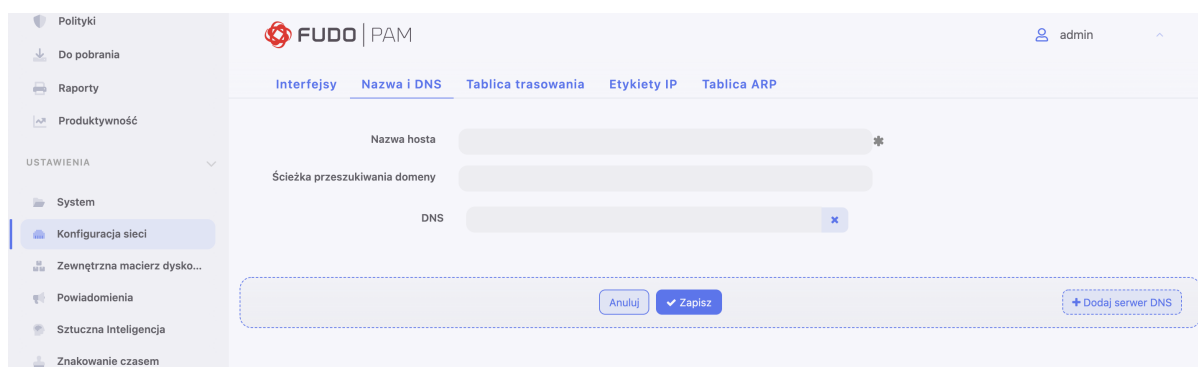 Polityki
Do pobrania
Raporty
Produktywność
USTAWIENIA
System
Konfiguracja sieci
Zewnętrzna macierz dysko...
Powiadomienia
Sztuczna Inteligencja
Znakowanie czasem
FUDO | PAM
admin
Interfejsy Nazwa i DNS Tablica trasowania Etykiety IP Tablica ARP
Nazwa hosta
Ścieżka przeszukiwania domeny
DNS
Anuluj Zapisz + Dodaj serwer DNS